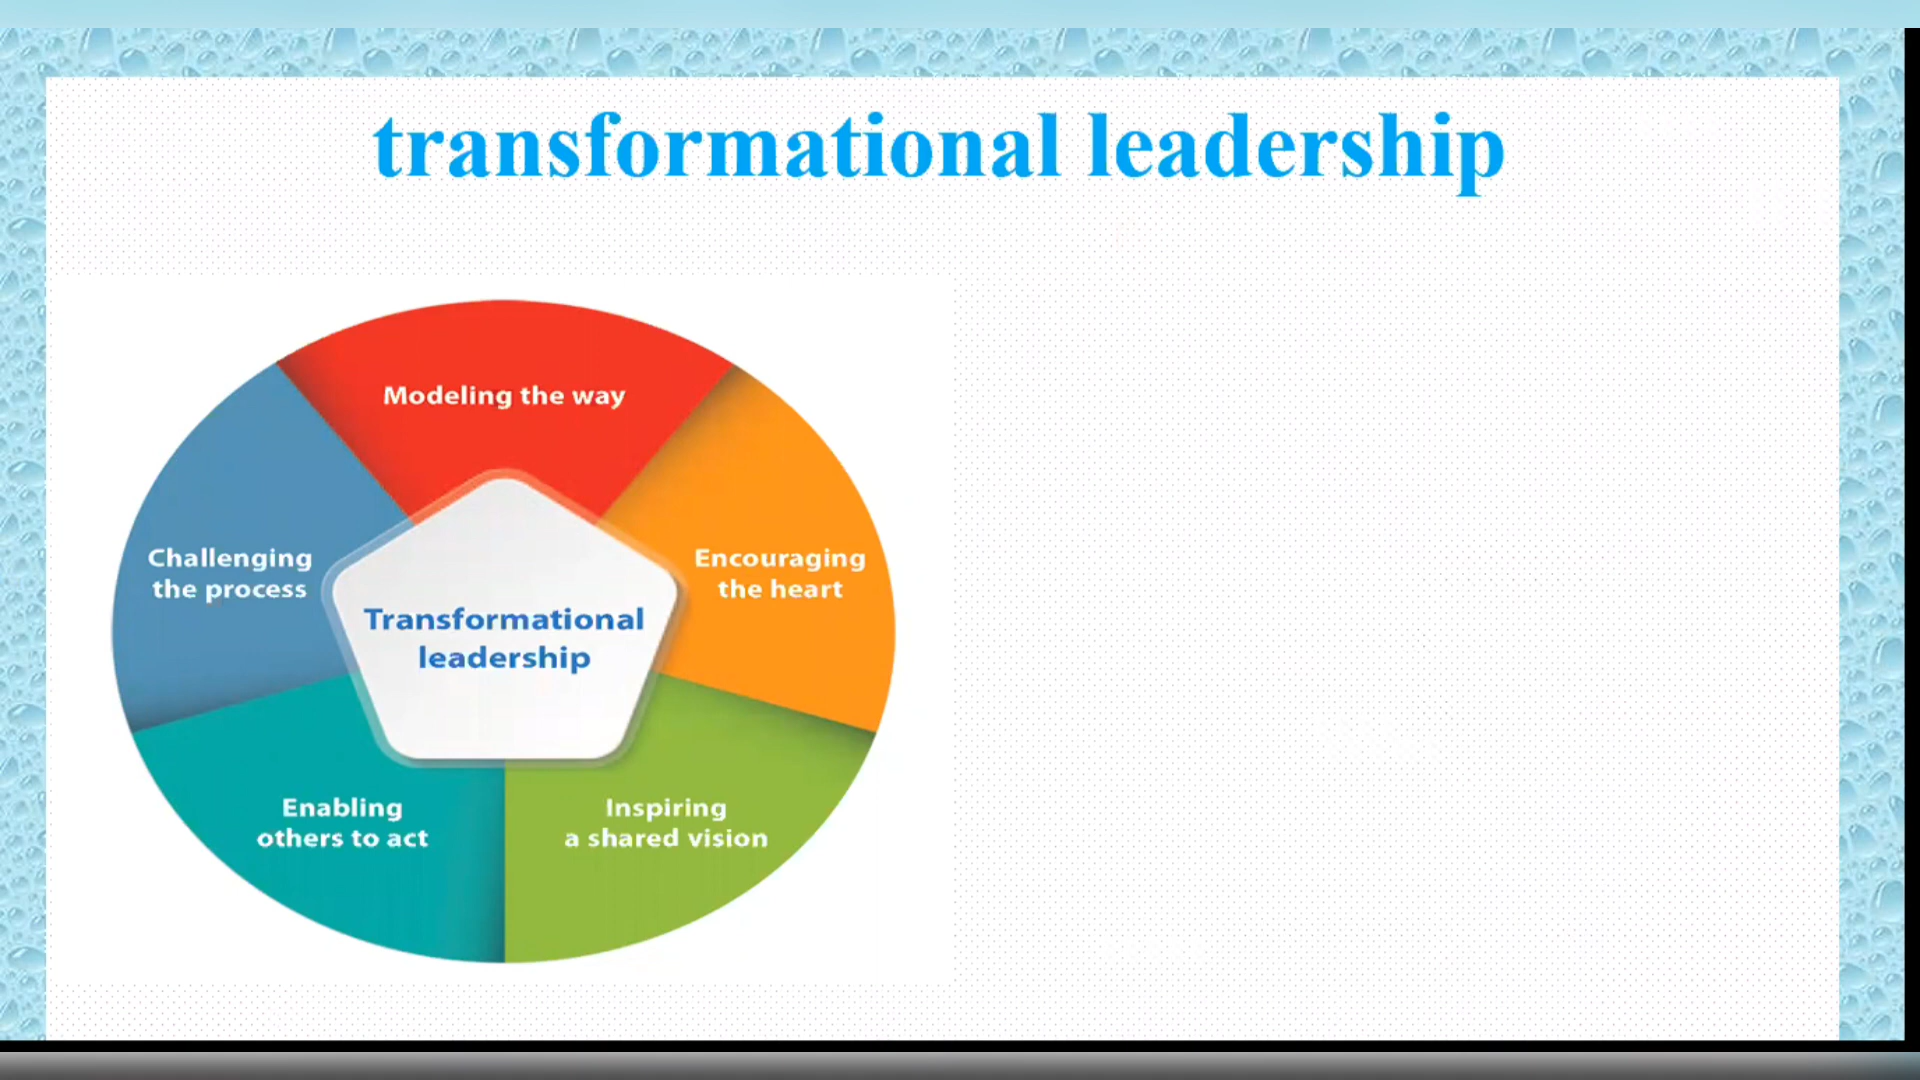 transformational leadership
Modeling the way
Challenging
the process
Encouraging
the heart
Transformational
leadership
Enabling
others to act
Inspiring
a shared vision